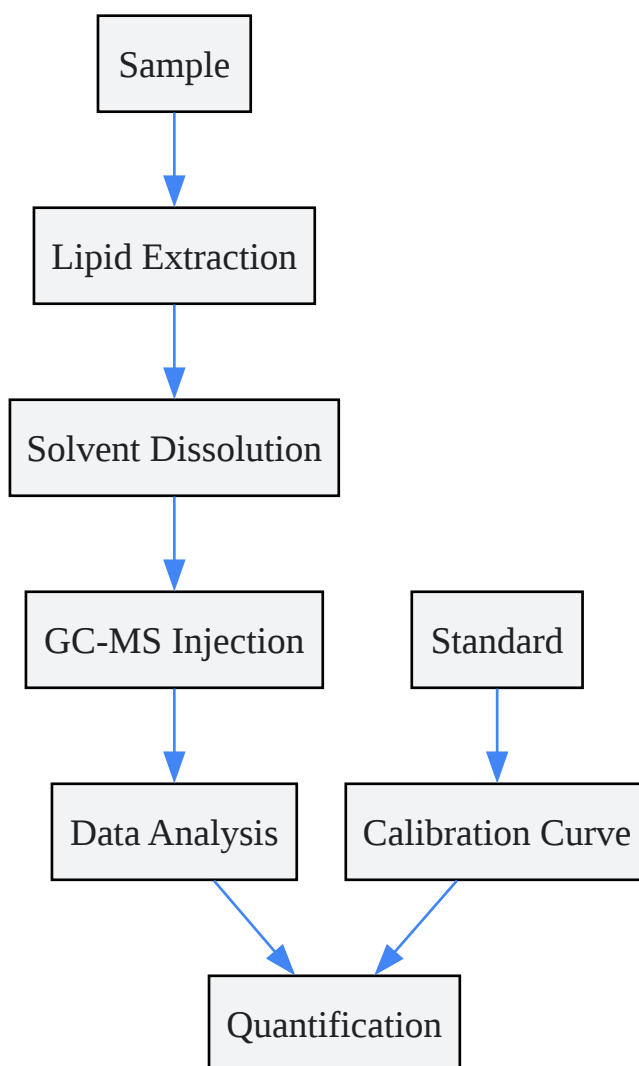 Sample
Lipid Extraction
Solvent Dissolution
GC-MS Injection
Standard
Data Analysis
Calibration Curve
Quantification